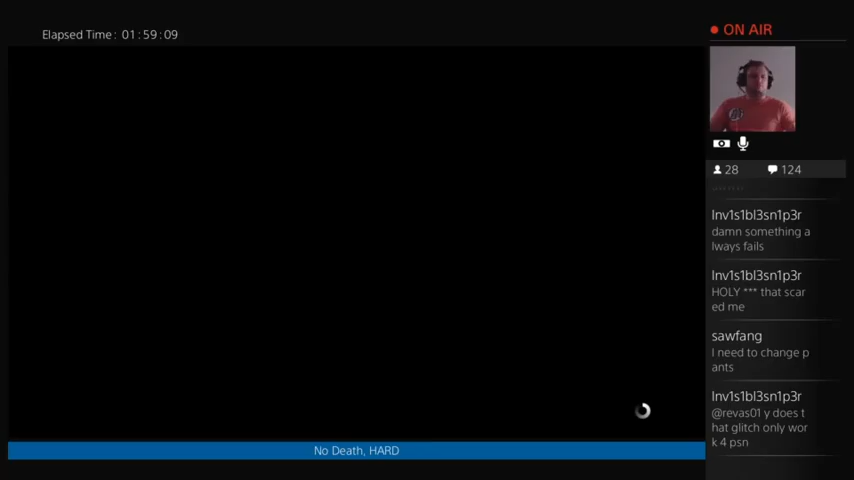 Elapsed Time: 01:59:09
ON AIR
28 124
Inv1s1bl3sn1p3r
damn something a
lways fails
Inv1s1bl3sn1p3r
HOLY *** that scar
ed me
sawfang
I need to change p
ants
Inv1s1bl3sn1p3r
@revas01 y does t
hat glitch only wor
k 4 psn
No Death, HARD